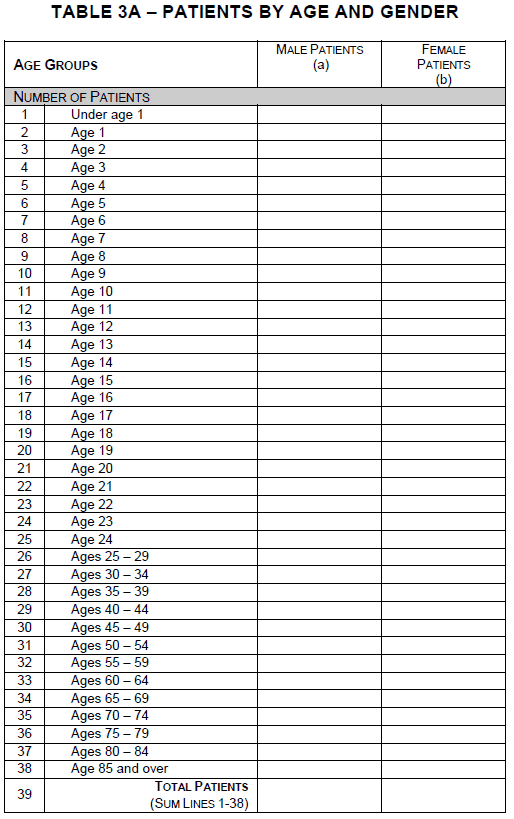 TABLE 3A – PATIENTS BY AGE AND GENDER
AGE GROUPS
MALE PATIENTS
(a)
FEMALE
PATIENTS
(b)
NUMBER OF PATIENTS
1 Under age 1
2 Age 1
3 Age 2
4 Age 3
5 Age 4
6 Age 5
7 Age 6
8 Age 7
9 Age 8
10 Age 9
11 Age 10
12 Age 11
13 Age 12
14 Age 13
15 Age 14
16 Age 15
17 Age 16
18 Age 17
19 Age 18
20 Age 19
21 Age 20
22 Age 21
23 Age 22
24 Age 23
25 Age 24
26 Ages 25 – 29
27 Ages 30 – 34
28 Ages 35 – 39
29 Ages 40 – 44
30 Ages 45 – 49
31 Ages 50 – 54
32 Ages 55 – 59
33 Ages 60 – 64
34 Ages 65 – 69
35 Ages 70 – 74
36 Ages 75 – 79
37 Ages 80 – 84
38 Age 85 and over
39 TOTAL PATIENTS
(SUM LINES 1-38)